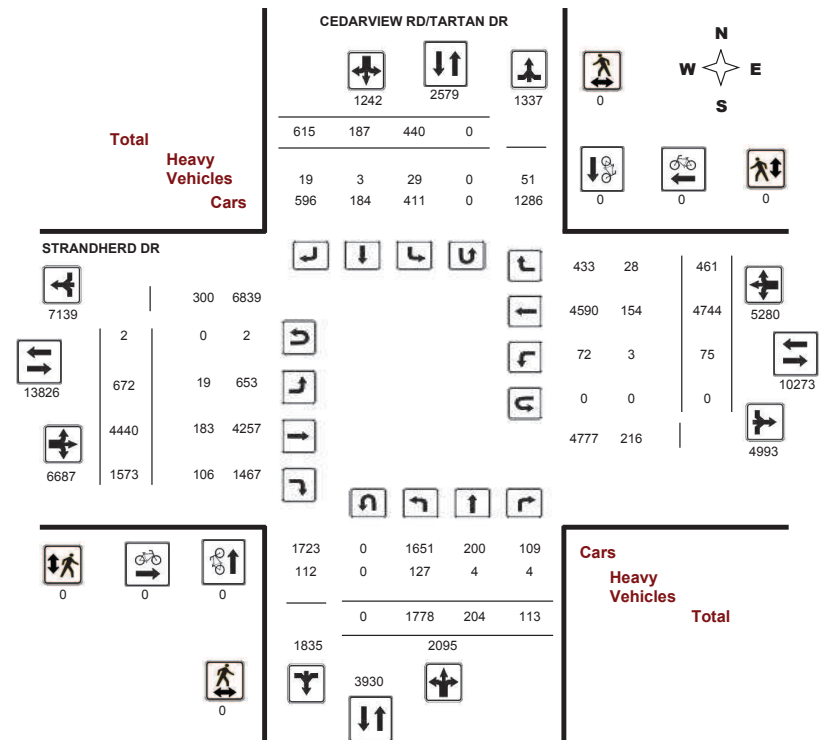 CEDARVIEW RD/TARTAN DR
N
W E
S
1242 2579 1337 0
615 187 440 0
Total
Heavy
Vehicles
19 3 29 0 51
Cars
596 184 411 0 1286
0 0 0
STRANDHERD DR
7139
300 6839
433 28 461
4590 154 4744
5280
2 0 2
72 3 75
13826
672 19 653
10273
0 0 0
4440 183 4257
4777 216
4993
6687
1573 106 1467
1723 0 1651 200 109
112 0 127 4 4
0 1778 204 113
Cars
Heavy
Vehicles
Total
0 0 0
1835 2095
3930
0